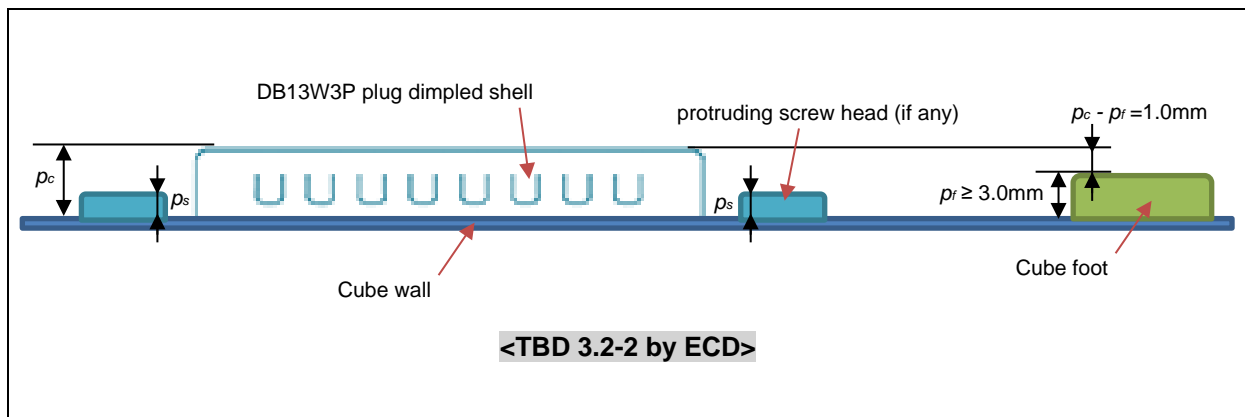 DB13W3P plug dimpled shell
protruding screw head (if any)
pc - pf =1.0mm
pc
ps
ps
pf ≥ 3.0mm
Cube wall
Cube foot
<TBD 3.2-2 by ECD>